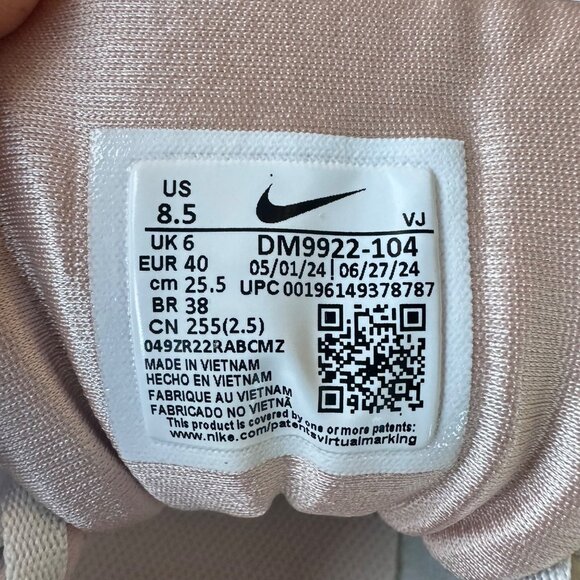 US
8.5
VJ
UK 6
DM9922-104
EUR 40
05/01/24 | 06/27/24
cm 25.5
UPC 00196149378787
BR 38
CN 255(2.5)
049ZR22RABCMZ
MADE IN VIETNAM
HECHO EN VIETNAM
FABRIQUE AU VIETNAM
FABRICADO NO VIETNÃ
This product is covered by one or more patents:
www.nike.com/patentsvirtualmarking